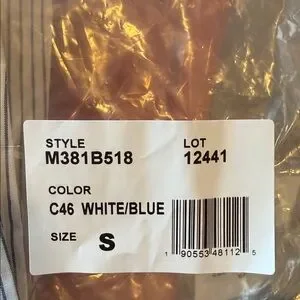 STYLE LOT
M381B518 12441
COLOR
C46 WHITE/BLUE
SIZE S
1 90553 48112 5